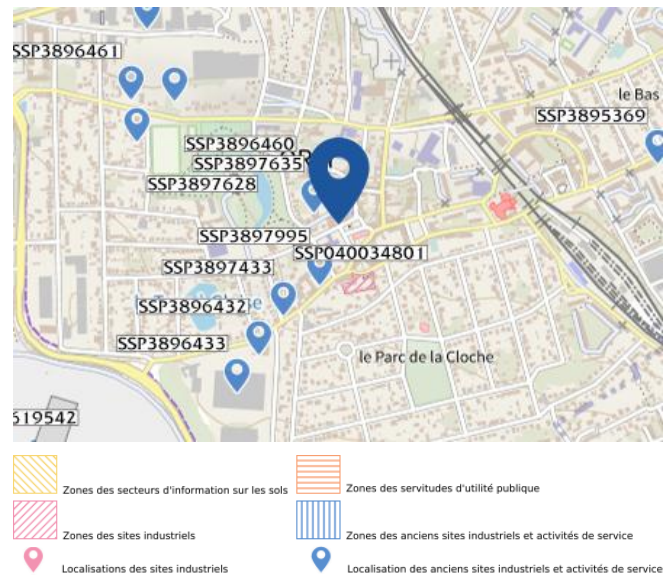 SSP3896461
le Bas
SSP3895369
SSP3896460
SSP3897635
SSP3897628
SSP3897995
SSP040034801
SSP3897433
SSP3896432
SSP3896433
le Parc de la Cloche
619542
Zones des secteurs d'information sur les sols
Zones des servitudes d'utilité publique
Zones des sites industriels
Zones des anciens sites industriels et activités de service
Localisations des sites industriels
Localisation des anciens sites industriels et activités de service